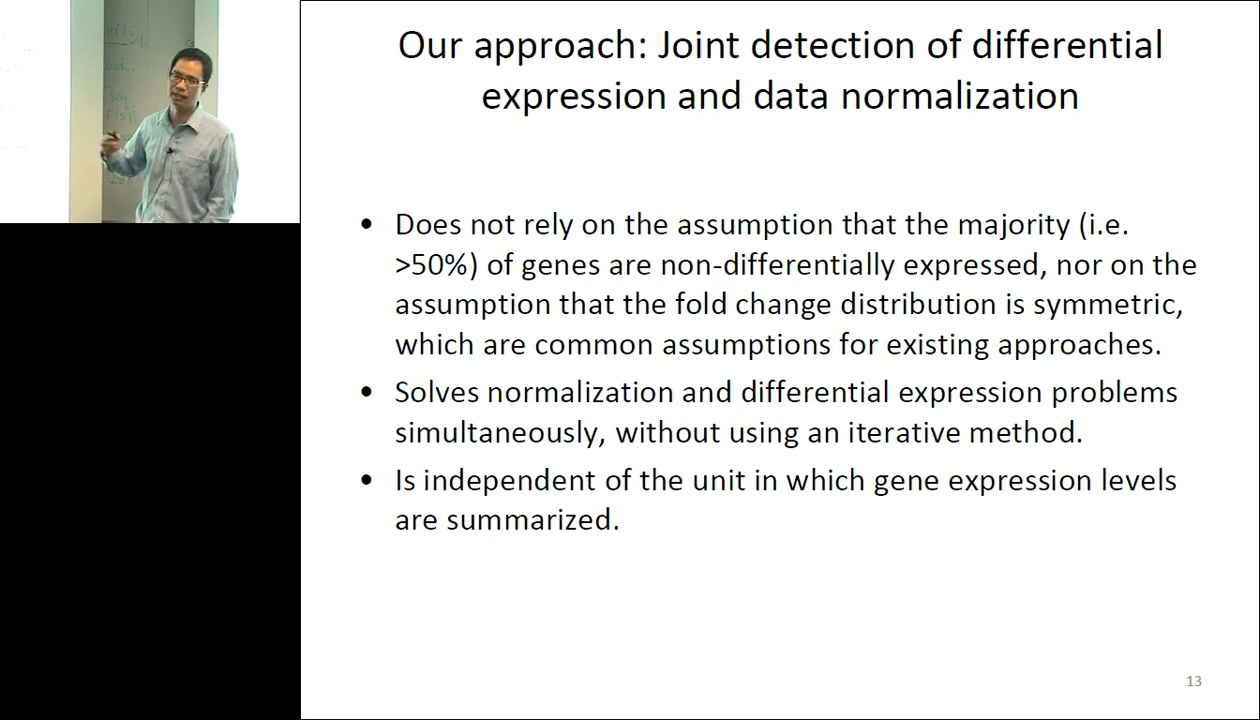 Our approach: Joint detection of differential
expression and data normalization
• Does not rely on the assumption that the majority (i.e.
>50%) of genes are non-differentially expressed, nor on the
assumption that the fold change distribution is symmetric,
which are common assumptions for existing approaches.
• Solves normalization and differential expression problems
simultaneously, without using an iterative method.
• Is independent of the unit in which gene expression levels
are summarized.
13